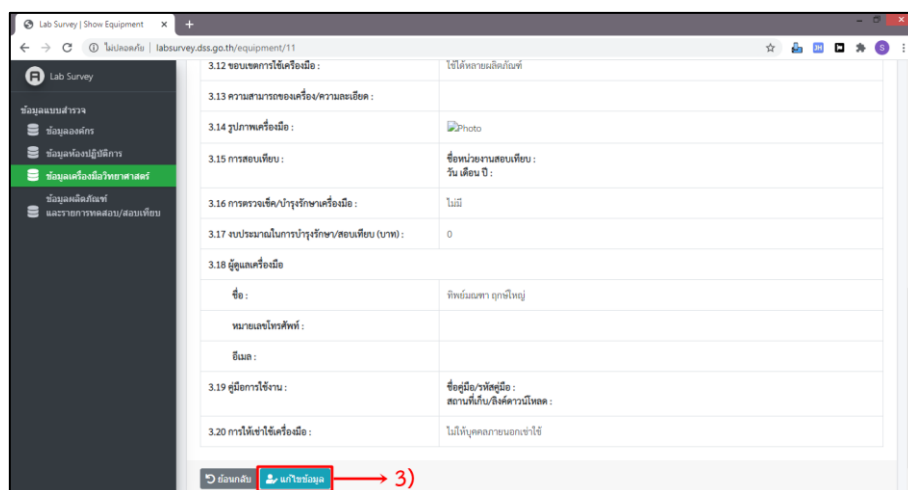 Lab Survey | Show Equipment
ไม่ปลอดภัย | labsurvey.dss.go.th/equipment/11
JH
S
Lab Survey
ข้อมูลแบบสำรวจ
ข้อมูลองค์กร
ข้อมูลห้องปฏิบัติการ
ข้อมูลเครื่องมือวิทยาศาสตร์
ข้อมูลผลิตภัณฑ์
และรายการทดสอบ/สอบเทียบ
3.12 ขอบเขตการใช้เครื่องมือ : ใช้ได้หลายผลิตภัณฑ์
3.13 ความสามารถของเครื่อง/ความละเอียด :
3.14 รูปภาพเครื่องมือ : Photo
3.15 การสอบเทียบ : ชื่อหน่วยงานสอบเทียบ :
วัน เดือน ปี :
3.16 การตรวจเช็ค/บำรุงรักษาเครื่องมือ : ไม่มี
3.17 งบประมาณในการบำรุงรักษา/สอบเทียบ (บาท) : 0
3.18 ผู้ดูแลเครื่องมือ
ชื่อ : ทิพย์มณฑา ฤกษ์ใหญ่
หมายเลขโทรศัพท์ :
อีเมล :
3.19 คู่มือการใช้งาน : ชื่อคู่มือ/รหัสคู่มือ :
สถานที่เก็บ/ลิงค์ดาวน์โหลด :
3.20 การให้เช่าใช้เครื่องมือ : ไม่ให้บุคคลภายนอกเช่าใช้
ย้อนกลับ แก้ไขข้อมูล 3)